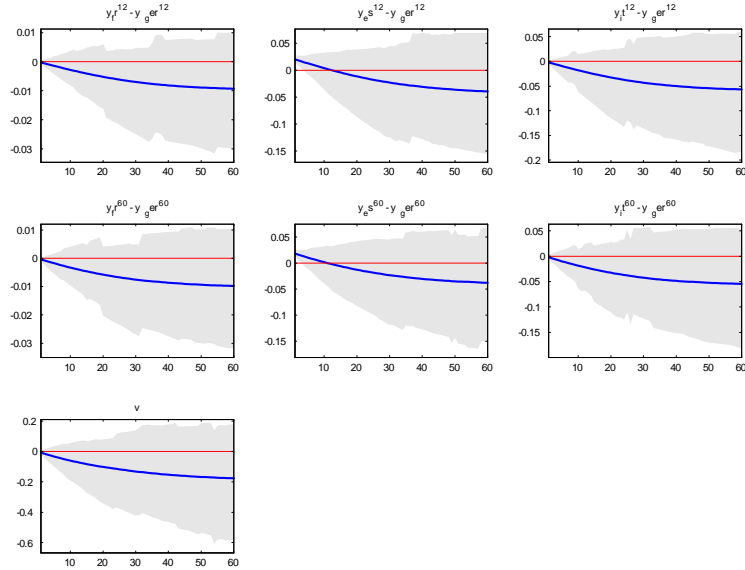 y_fr^12 - y_ger^12
y_es^12 - y_ger^12
y_it^12 - y_ger^12
0.01
0
-0.01
-0.02
-0.03
10 20 30 40 50 60
0.05
0
-0.05
-0.1
-0.15
10 20 30 40 50 60
0.05
0
-0.05
-0.1
-0.15
-0.2
10 20 30 40 50 60
y_fr^60 - y_ger^60
y_es^60 - y_ger^60
y_it^60 - y_ger^60
0.01
0
-0.01
-0.02
-0.03
10 20 30 40 50 60
0.05
0
-0.05
-0.1
-0.15
10 20 30 40 50 60
0.05
0
-0.05
-0.1
-0.15
10 20 30 40 50 60
v
0.2
0
-0.2
-0.4
-0.6
10 20 30 40 50 60